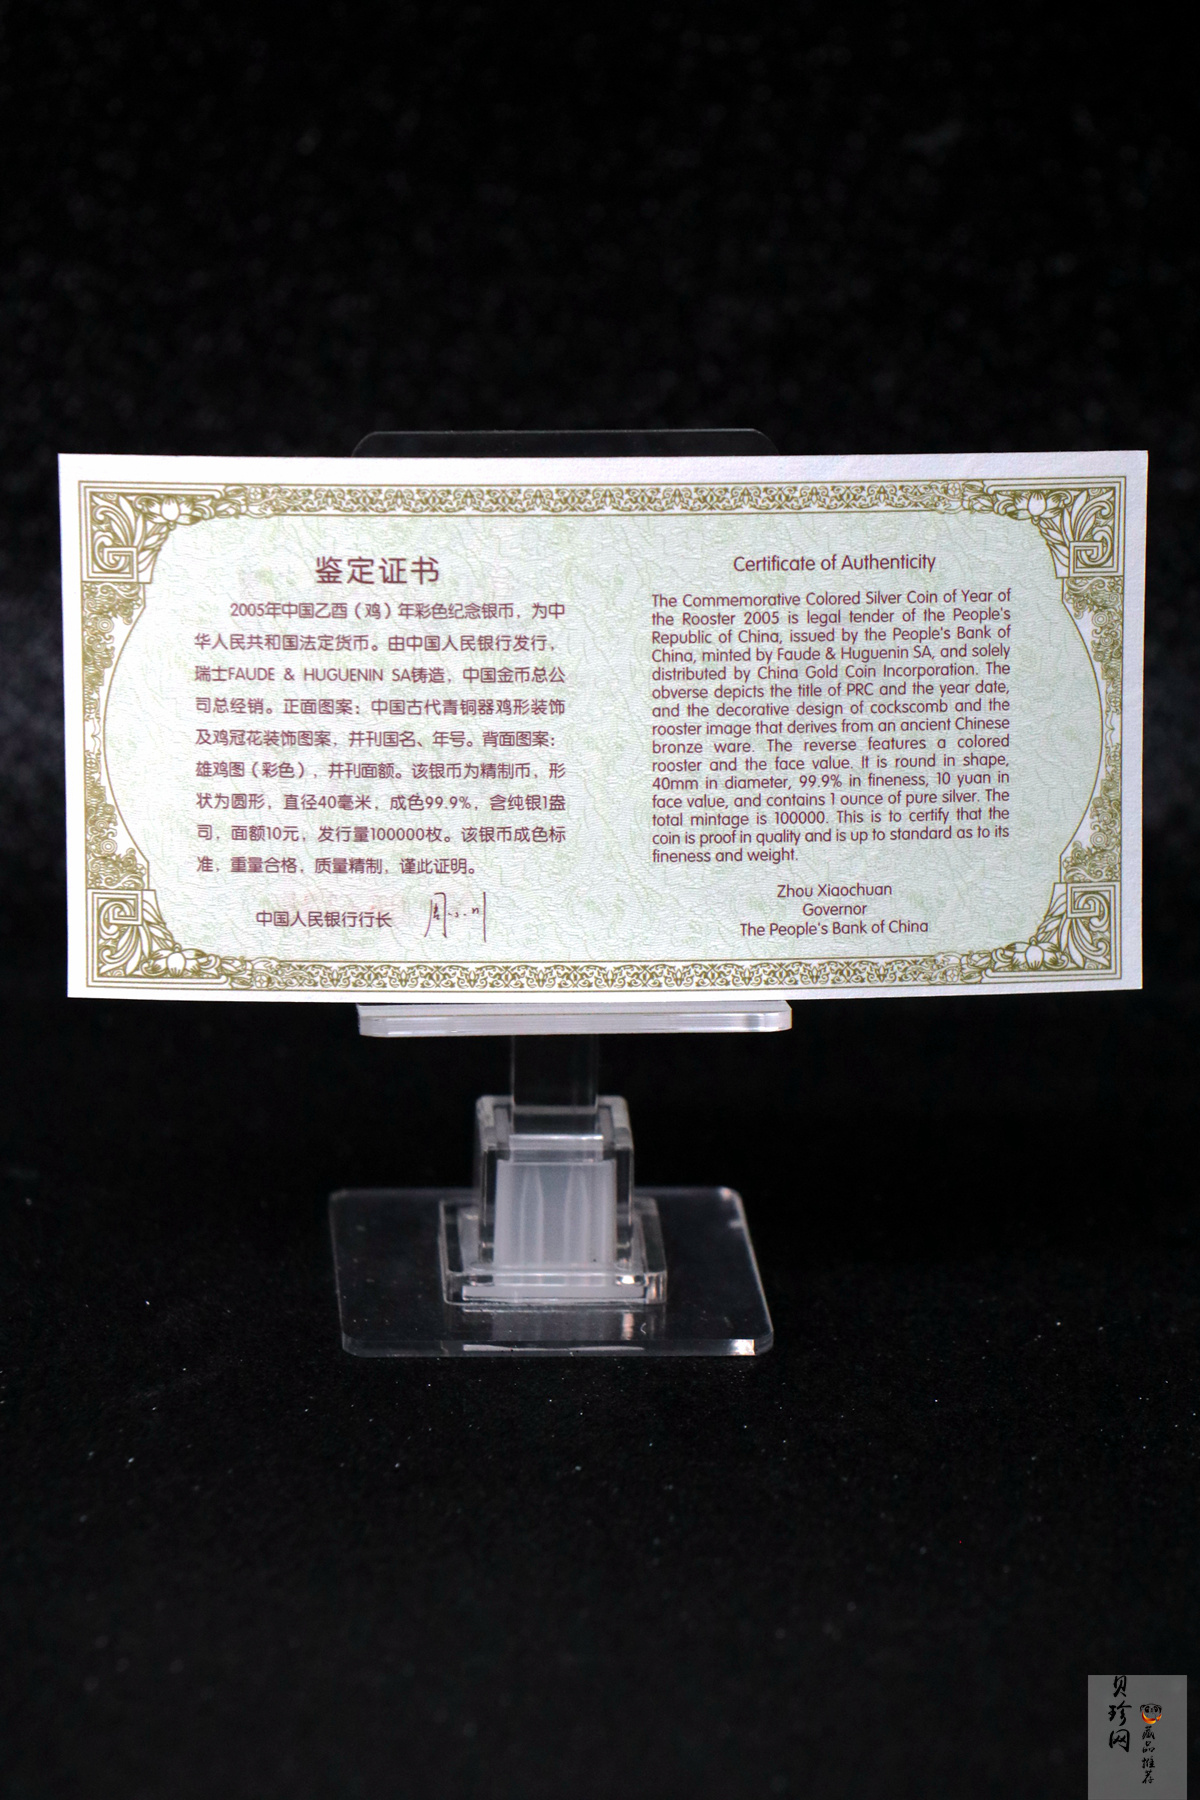 鉴定证书
2005年中国乙酉（鸡）年彩色纪念银币，为中
华人民共和国法定货币。由中国人民银行发行，
瑞士FAUDE & HUGUENIN SA铸造，中国金币总公
司总经销。正面图案：中国古代青铜器鸡形装饰
及鸡冠花装饰图案，并刊国名、年号。背面图案：
雄鸡图（彩色），并刊面额。该银币为精制币，形
状为圆形，直径40毫米，成色99.9%，含纯银1盎
司，面额10元，发行量100000枚。该银币成色标
准，重量合格，质量精制，谨此证明。
中国人民银行行长 周小川
Certificate of Authenticity
The Commemorative Colored Silver Coin of Year of
the Rooster 2005 is legal tender of the People's
Republic of China, issued by the People's Bank of
China, minted by Faude & Huguenin SA, and solely
distributed by China Gold Coin Incorporation. The
obverse depicts the title of PRC and the year date,
and the decorative design of cockscomb and the
rooster image that derives from an ancient Chinese
bronze ware. The reverse features a colored
rooster and the face value. It is round in shape,
40mm in diameter, 99.9% in fineness, 10 yuan in
face value, and contains 1 ounce of pure silver. The
total mintage is 100000. This is to certify that the
coin is proof in quality and is up to standard as to its
fineness and weight.
Zhou Xiaochuan
Governor
The People's Bank of China
贝珍网
藏品推荐